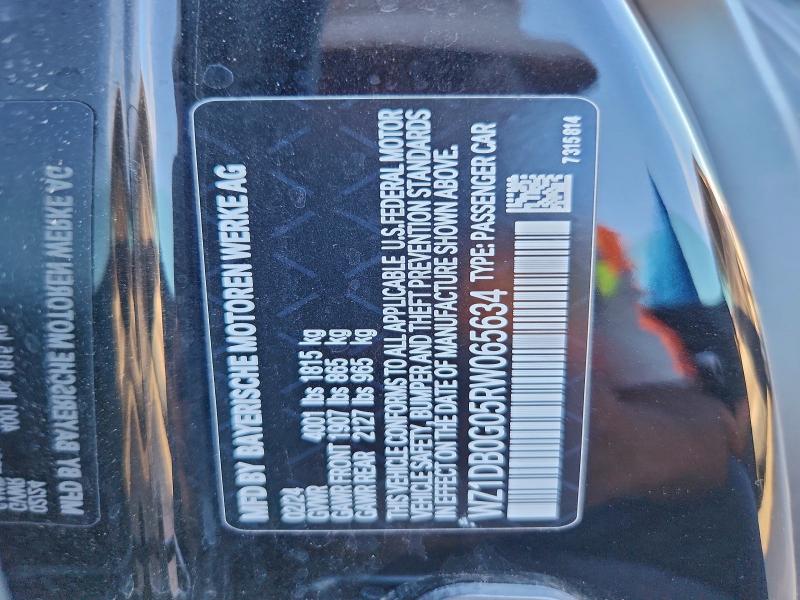 MFD BY BAYERISCHE MOTOREN WERKE AG
02/24
GVWR 4001 lbs 1815 kg
GAWR FRONT 1907 lbs 865 kg
GAWR REAR 2127 lbs 965 kg
THIS VEHICLE CONFORMS TO ALL APPLICABLE U.S. FEDERAL MOTOR
VEHICLE SAFETY, BUMPER AND THEFT PREVENTION STANDARDS
IN EFFECT ON THE DATE OF MANUFACTURE SHOWN ABOVE.
WZ1DB0G05RW065634 TYPE: PASSENGER CAR
7315814